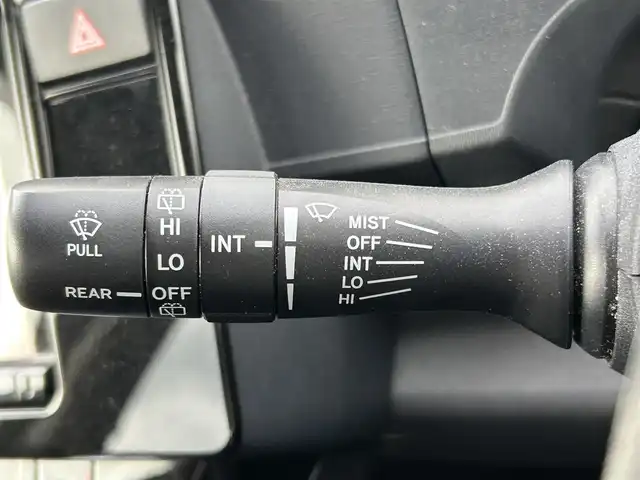 PULL
REAR
HI
LO
OFF
INT
MIST
OFF
INT
LO
HI